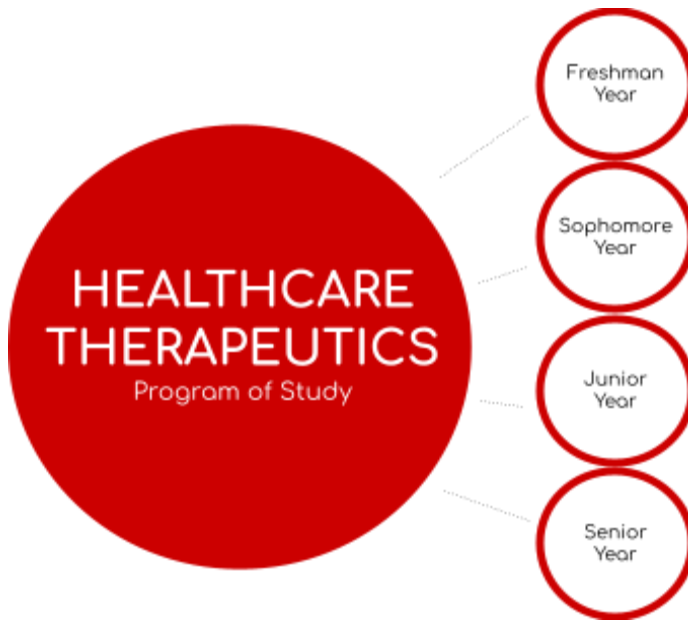 HEALTHCARE
THERAPEUTICS
Program of Study
Freshman
Year
Sophomore
Year
Junior
Year
Senior
Year